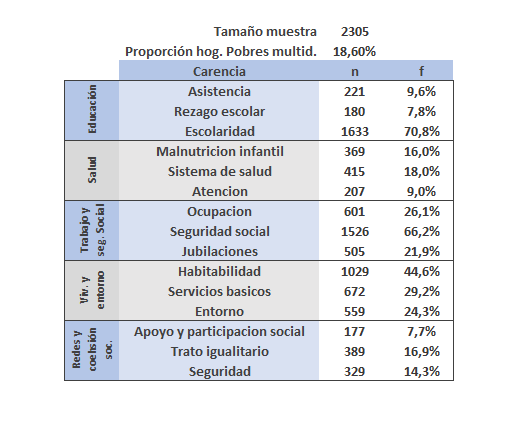 Tamaño muestra 2305
Proporción hog. Pobres multid. 18,60%
Carencia n f
Educación
Asistencia 221 9,6%
Rezago escolar 180 7,8%
Escolaridad 1633 70,8%
Salud
Malnutricion infantil 369 16,0%
Sistema de salud 415 18,0%
Atencion 207 9,0%
Trabajo y
seg. Social
Ocupacion 601 26,1%
Seguridad social 1526 66,2%
Jubilaciones 505 21,9%
Viv. y
entorno
Habitabilidad 1029 44,6%
Servicios basicos 672 29,2%
Entorno 559 24,3%
Redes y
coehsión
soc.
Apoyo y participacion social 177 7,7%
Trato igualitario 389 16,9%
Seguridad 329 14,3%